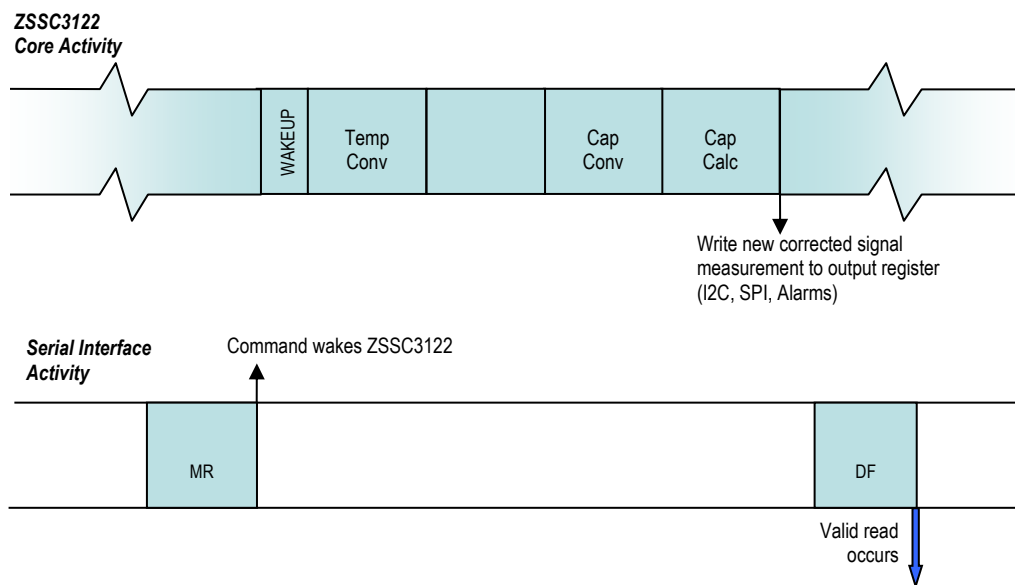 ZSSC3122
Core Activity
WAKEUP
Temp
Conv
Cap
Conv
Cap
Calc
Write new corrected signal
measurement to output register
(I2C, SPI, Alarms)
Serial Interface
Activity
Command wakes ZSSC3122
MR
DF
Valid read
occurs